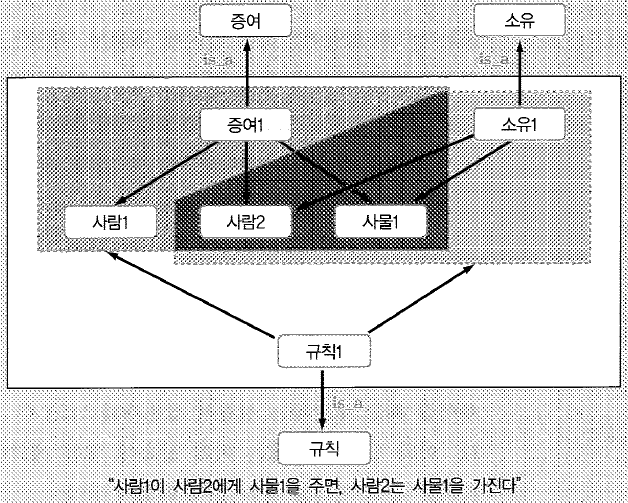 증여
소유
is_a
is_a
증여1
소유1
사람1
사람2
사물1
규칙1
is_a
규칙
"사람1이 사람2에게 사물1을 주면, 사람2는 사물1을 가진다"